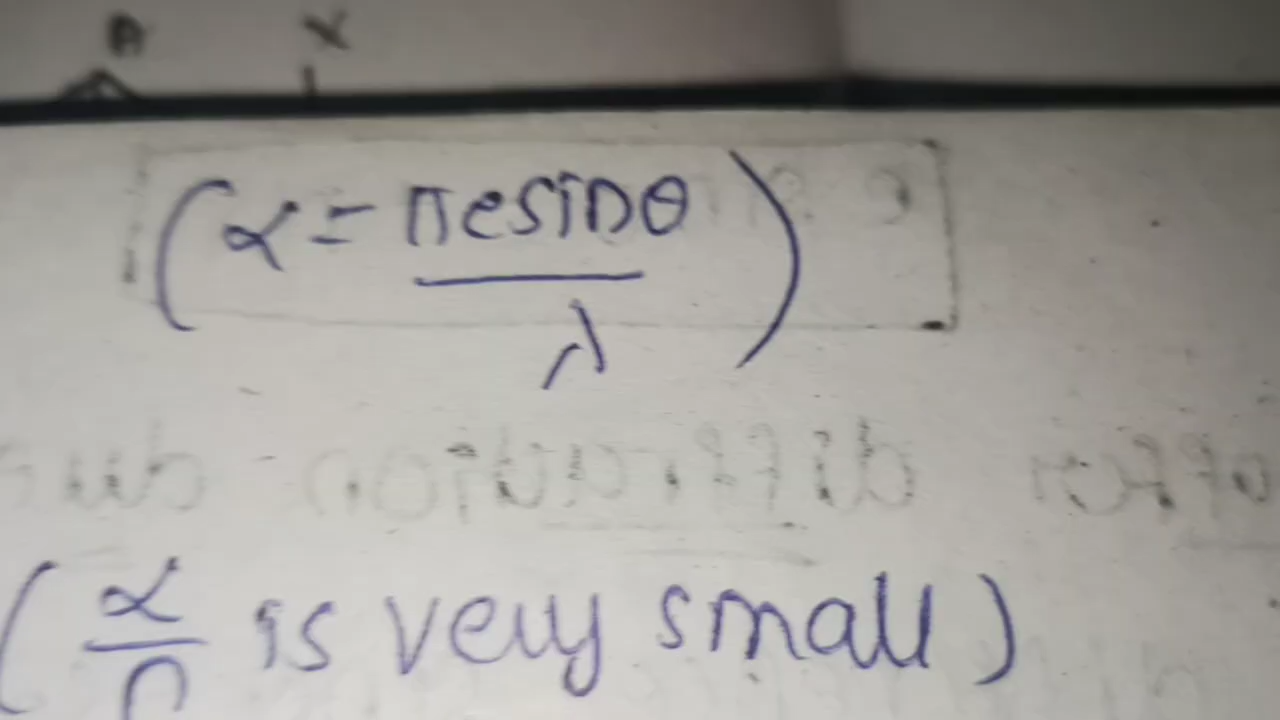 A X
(α = πesinθ)
λ
(α is very small)
n